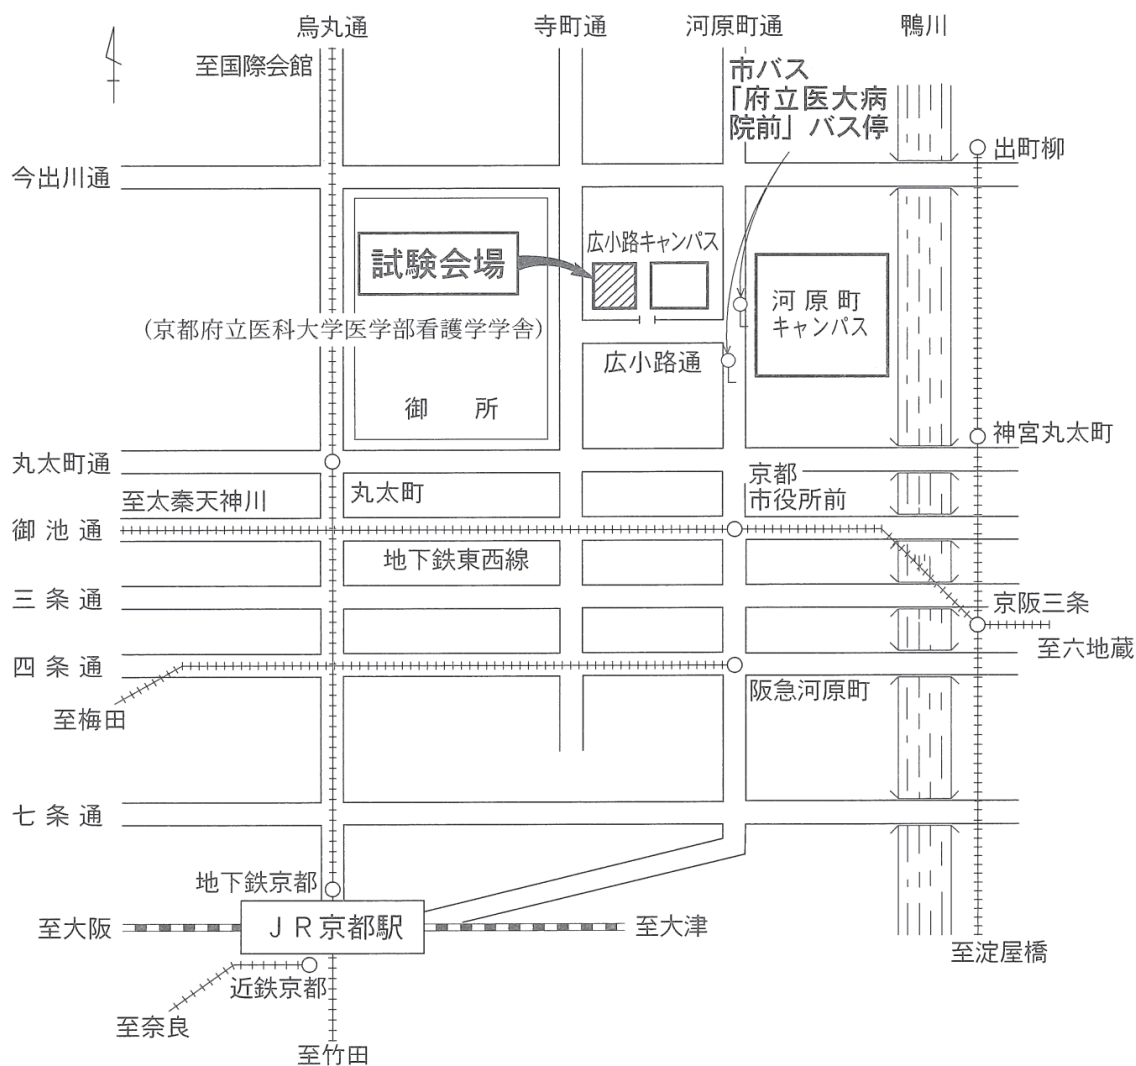 烏丸通
寺町通
河原町通
鴨川
至国際会館
市バス
「府立医大病
院前」バス停
出町柳
今出川通
広小路キャンパス
試験会場
河原町
キャンパス
(京都府立医科大学医学部看護学学舎)
広小路通
御所
神宮丸太町
丸太町通
丸太町
京都
市役所前
至太秦天神川
御池通
地下鉄東西線
三条通
京阪三条
至六地蔵
四条通
阪急河原町
至梅田
七条通
地下鉄京都
至大阪
JR京都駅
至大津
至淀屋橋
近鉄京都
至奈良
至竹田